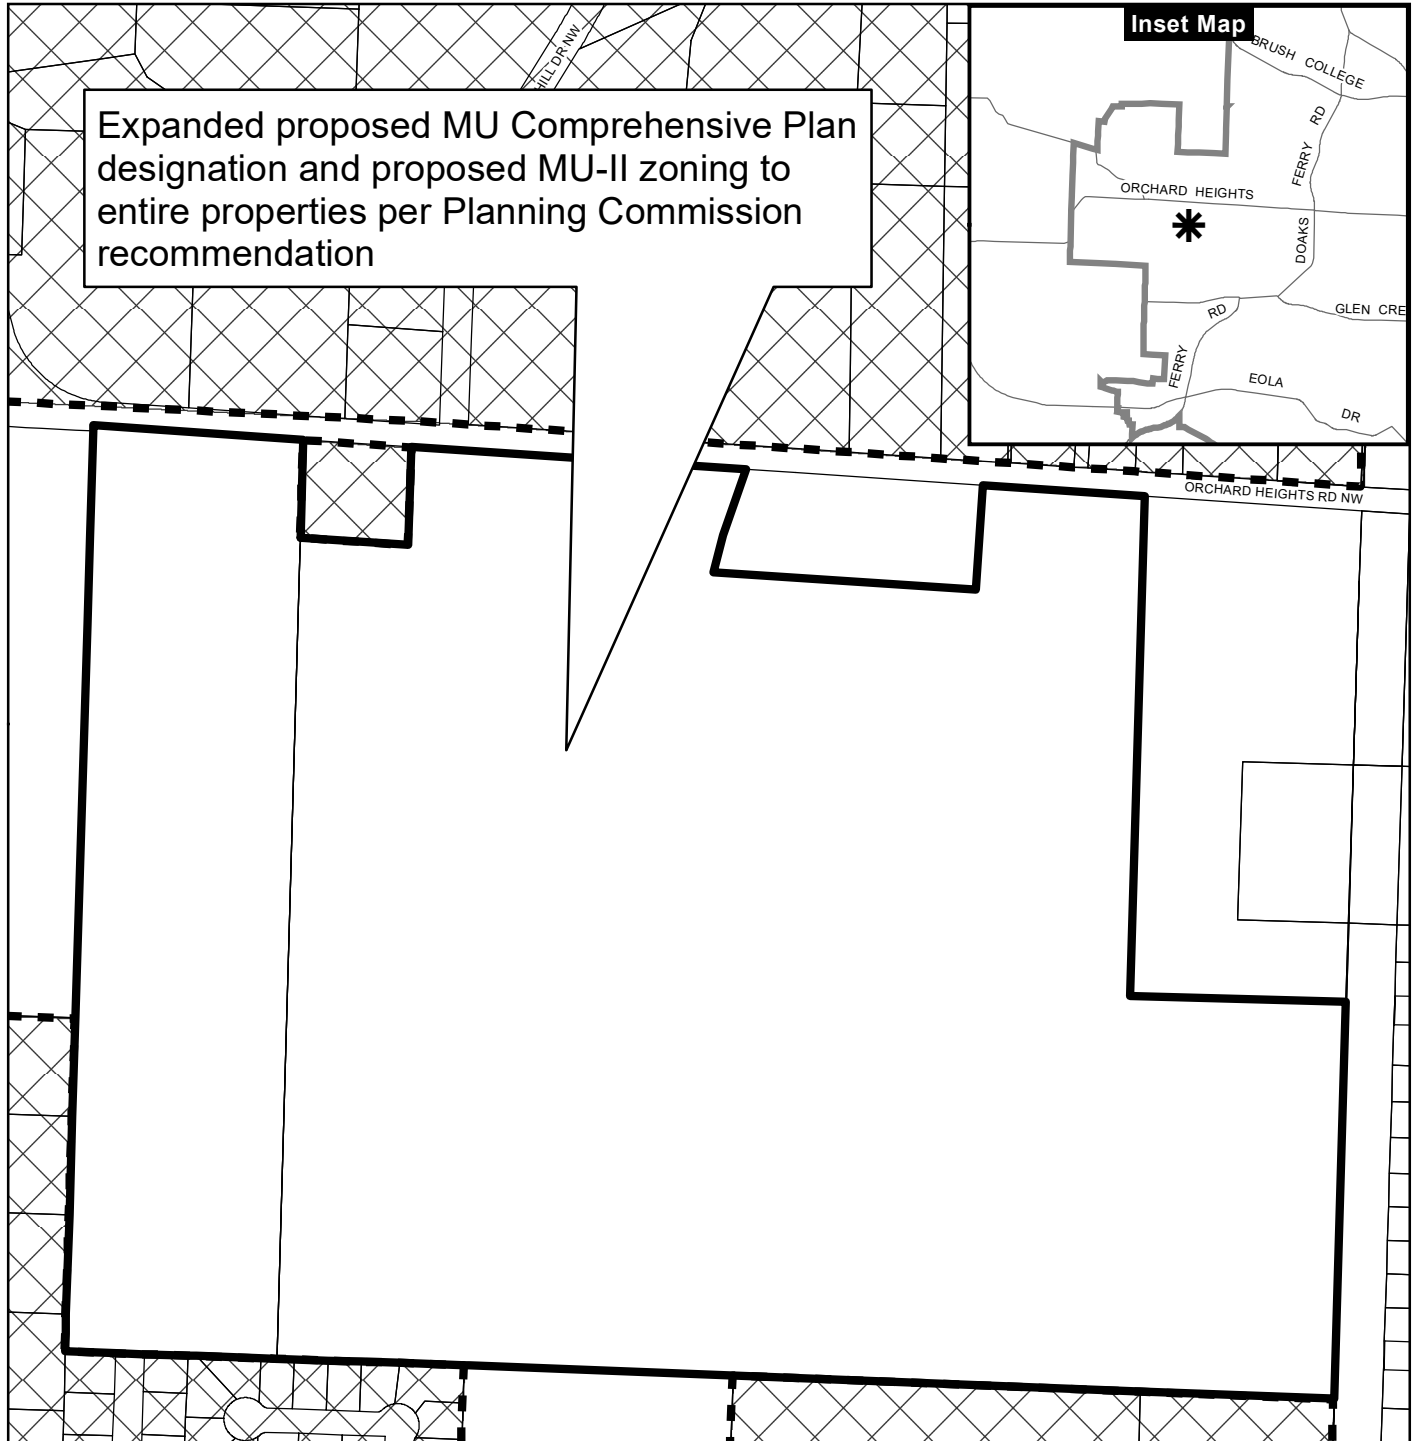 HILL DR NW
Expanded proposed MU Comprehensive Plan
designation and proposed MU-II zoning to
entire properties per Planning Commission
recommendation
Inset Map
BRUSH COLLEGE
FERRY RD
ORCHARD HEIGHTS
DOAKS
GLEN CRE
RD
FERRY
EOLA
DR
ORCHARD HEIGHTS RD NW